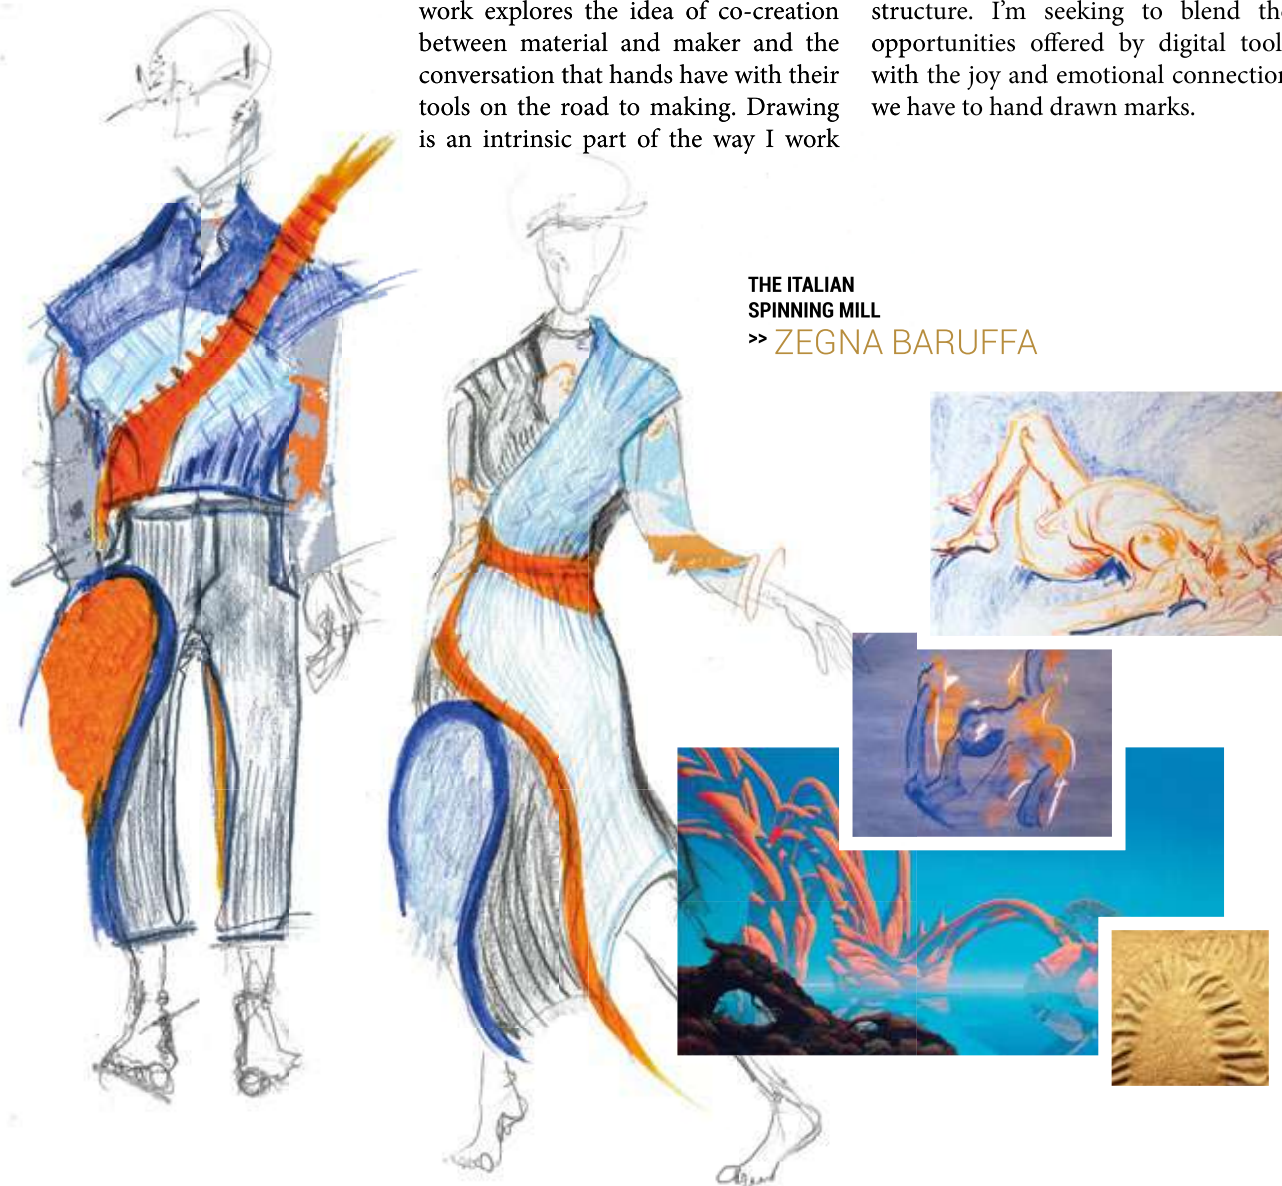 work explores the idea of co-creation
between material and maker and the
conversation that hands have with their
tools on the road to making. Drawing
is an intrinsic part of the way I work
structure. I'm seeking to blend the
opportunities offered by digital tool
with the joy and emotional connection
we have to hand drawn marks.
THE ITALIAN
SPINNING MILL
>> ZEGNA BARUFFA